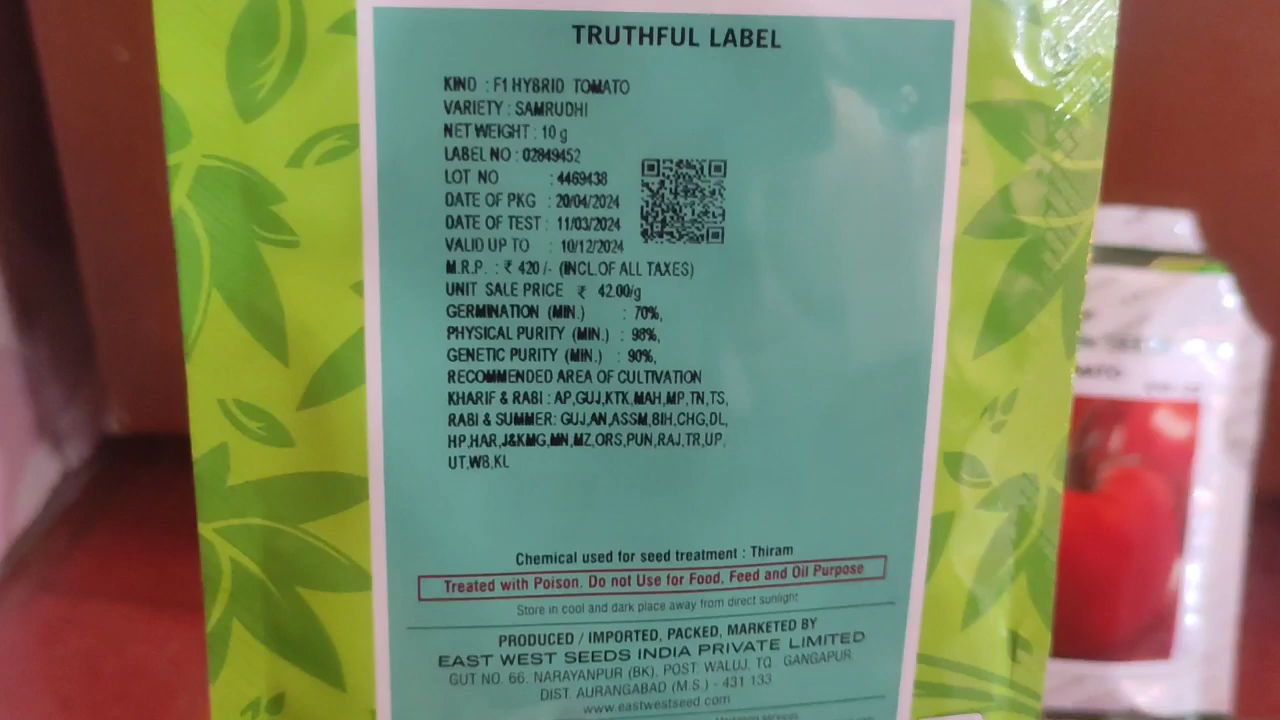 TRUTHFUL LABEL
KIND : F1 HYBRID TOMATO
VARIETY : SAMRUDHI
NET WEIGHT : 10 g
LABEL NO : 02849452
LOT NO : 4469438
DATE OF PKG : 20/04/2024
DATE OF TEST : 11/03/2024
VALID UP TO : 10/12/2024
M.R.P. : ₹ 420/- (INCL.OF ALL TAXES)
UNIT SALE PRICE ₹ 42.00/g
GERMINATION (MIN.) : 70%,
PHYSICAL PURITY (MIN.) : 98%,
GENETIC PURITY (MIN.) : 90%,
RECOMMENDED AREA OF CULTIVATION
KHARIF & RABI : AP,GUJ,KTK,MAH,MP,TN,TS,
RABI & SUMMER: GUJ,AN,ASSM,BIH,CHG,DL,
HP,HAR,J&KMG,MN,MZ,ORS,PUN,RAJ,TR,UP,
UT,WB,KL
Chemical used for seed treatment : Thiram
Treated with Poison. Do not Use for Food, Feed and Oil Purpose
Store in cool and dark place away from direct sunlight
PRODUCED / IMPORTED, PACKED, MARKETED BY
EAST WEST SEEDS INDIA PRIVATE LIMITED
GUT NO. 66, NARAYANPUR (BK), POST: WALUJ, TQ. GANGAPUR
DIST. AURANGABAD (M.S.) - 431 133
www.eastwestseed.com